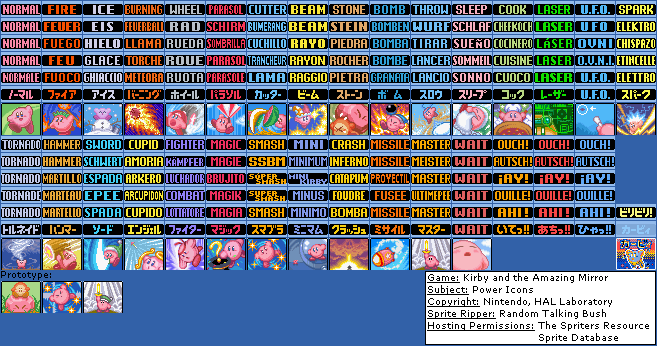 NORMAL FIRE ICE BURNING WHEEL PARASOL CUTTER BEAM STONE BOMB THROW SLEEP COOK LASER U.F.O. SPARK
NORMAL FEUER EIS FEUERBALL RAD SCHIRM BUMERANG BEAM STEIN BOMBEN WURF SCHLAF CHEFKOCH LASER U.F.O. ELEKTRO
NORMAL FUEGO HIELO LLAMA RUEDA SOMBRILLA CUCHILLO RAYO PIEDRA BOMBA TIRAR SUEÑO COCINERO LASER OVNI CHISPAZO
NORMAL FEU GLACE TORCHE ROUE PARASOL TRANCHEUR RAYON ROCHER BOMBE LANCER SOMMEIL CUISINE LASER O.V.N.I. ETINCELLE
NORMALE FUOCO GHIACCIO METEORA RUOTA PARASOLE LAMA RAGGIO PIETRA GRANATA LANCIO SONNO CUOCO LASER U.F.O. ELETTRO
ノーマル ファイア アイス バーニング ホイール パラソル カッター ビーム ストーン ボム スロウ スリープ コック レーザー U.F.O. スパーク
TORNADO HAMMER SWORD CUPID FIGHTER MAGIC SMASH MINI CRASH MISSILE MASTER WAIT OUCH! OUCH! OUCH!
TORNADO HAMMER SCHWERT AMORIA KÄMPFER MAGIE SSBM MINIMUM INFERNO MISSILE MEISTER WAIT AUTSCH! AUTSCH! AUTSCH!
TORNADO MARTILLO ESPADA ARKERO LUCHADOR BRUJITO SUPER SMASH MINI KIRBY CATAPUM PROYECTIL MASTER WAIT ¡AY! ¡AY! ¡AY!
TORNADE MARTEAU EPEE ARCUPIDON COMBAT MAGIK SUPER SMASH MINUS FOUDRE FUSEE ULTIMEPEE WAIT OUILLE! OUILLE! OUILLE!
TORNADO MARTELLO SPADA CUPIDO LOTTATORE MAGIA SMASH MINIMO BOMBA MISSILE MASTER WAIT AHI! AHI! AHI! ビリビリ!
トルネイド ハンマー ソード エンジェル ファイター マジック スマブラ ミニマム クラッシュ ミサイル マスター WAIT いてっ!! あちっ!! ひゃっ!! カービィ
Prototype:
Game: Kirby and the Amazing Mirror
Subject: Power Icons
Copyright: Nintendo, HAL Laboratory
Sprite Ripper: Random Talking Bush
Hosting Permissions: The Spriters Resource
Sprite Database